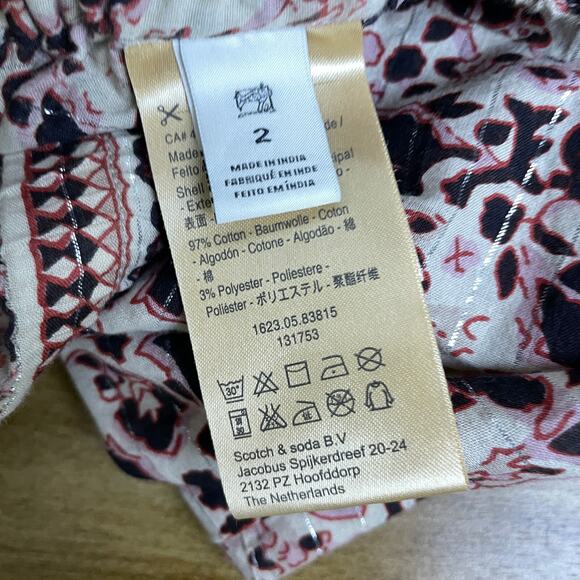 2
MADE IN INDIA
FABRIQUÉ EN INDE
FEITO EM ÍNDIA
CA# 4
Made
Feito
Shell
- Exte
表面 -
97% Cotton - Baumwolle - Coton
- Algodón - Cotone - Algodão - 棉
- 棉
3% Polyester - Poliestere -
Poliéster - ポリエステル - 聚酯纤维
1623.05.83815
131753
30°
Scotch & soda B.V
Jacobus Spijkerdreef 20-24
2132 PZ Hoofddorp
The Netherlands